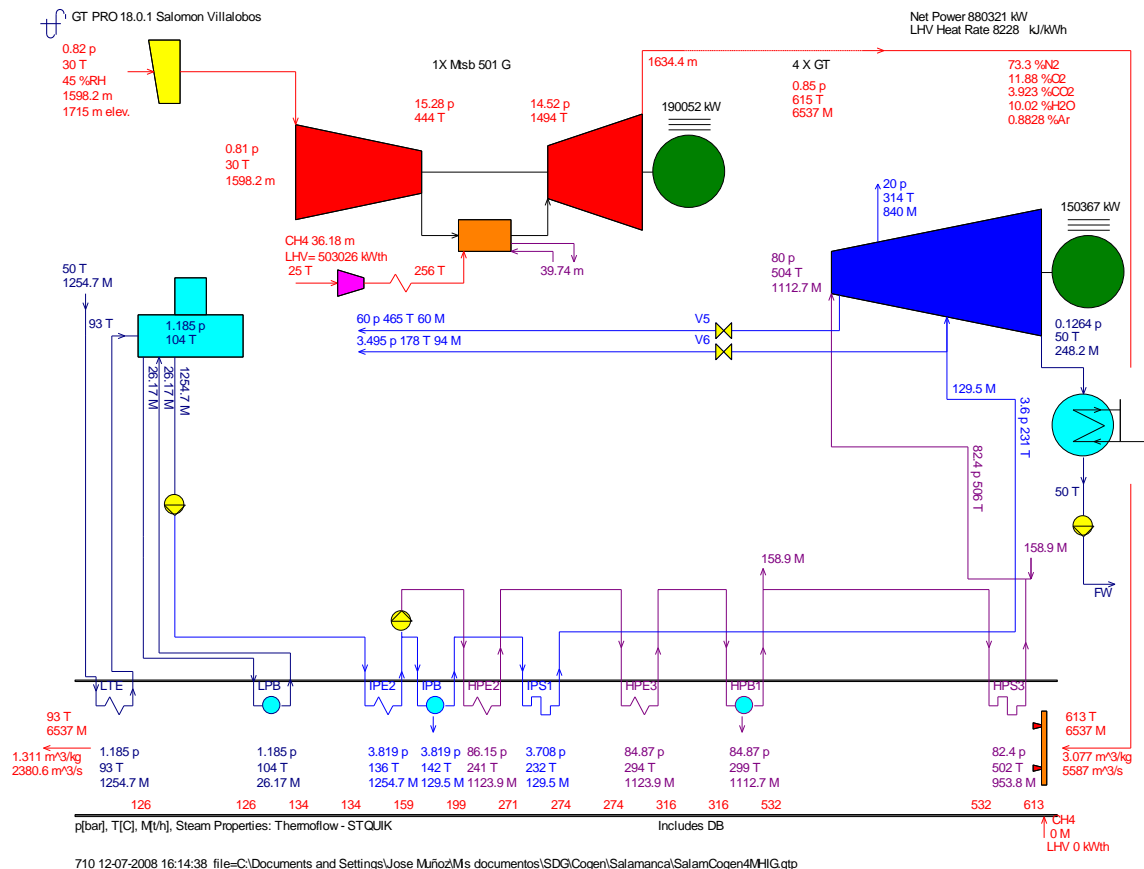 GT PRO 18.0.1 Salomon Villalobos
Net Power 880321 kW
LHV Heat Rate 8228 kJ/kWh
0.82 p
30 T
45 %RH
1598.2 m
1715 m elev.
1X Mtsb 501 G
1634.4 m
4 X GT
0.85 p
615 T
6537 M
73.3 %N2
11.88 %O2
3.923 %CO2
10.02 %H2O
0.8828 %Ar
15.28 p
444 T
14.52 p
1494 T
190052 kW
0.81 p
30 T
1598.2 m
20 p
314 T
840 M
150367 kW
CH4 36.18 m
LHV= 503026 kWth
25 T
256 T
39.74 m
80 p
504 T
1112.7 M
50 T
1254.7 M
93 T
1.185 p
104 T
60 p 465 T 60 M
V5
3.495 p 178 T 94 M
V6
0.1264 p
50 T
248.2 M
26.17 M
26.17 M
1254.7 M
129.5 M
3.6 p 231 T
82.4 p 506 T
50 T
FW
158.9 M
158.9 M
LTE
LPB
IPE2
IPB
HPE2
IPS1
HPE3
HPB1
HPS3
93 T
6537 M
1.311 m^3/kg
2380.6 m^3/s
1.185 p
93 T
1254.7 M
1.185 p
104 T
26.17 M
3.819 p
136 T
1254.7 M
3.819 p
142 T
129.5 M
86.15 p
241 T
1123.9 M
3.708 p
232 T
129.5 M
84.87 p
294 T
1123.9 M
84.87 p
299 T
1112.7 M
82.4 p
502 T
953.8 M
613 T
6537 M
3.077 m^3/kg
5587 m^3/s
126 126 134 134 159 199 271 274 274 316 316 532 532 613
p[bar], T[C], M[t/h], Steam Properties: Thermoflow - STQUIK
Includes DB
CH4
0 M
LHV 0 kWth
710 12-07-2008 16:14:38 file=C:\Documents and Settings\Jose Muñoz\Mis documentos\SDG\Cogen\Salamanca\SalamCogen4MHIG.gtp